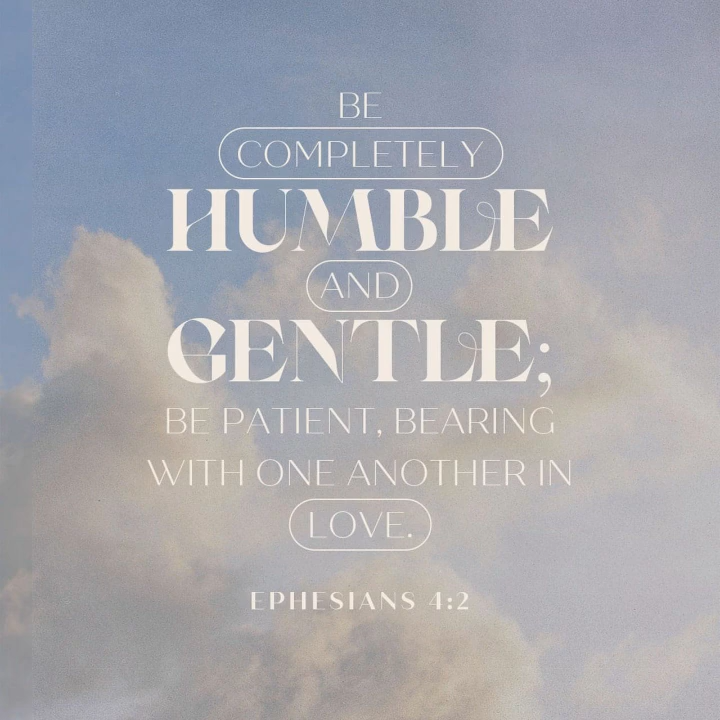 BE
COMPLETELY
HUMBLE
AND
GENTLE;
BE PATIENT, BEARING
WITH ONE ANOTHER IN
LOVE.
EPHESIANS 4:2